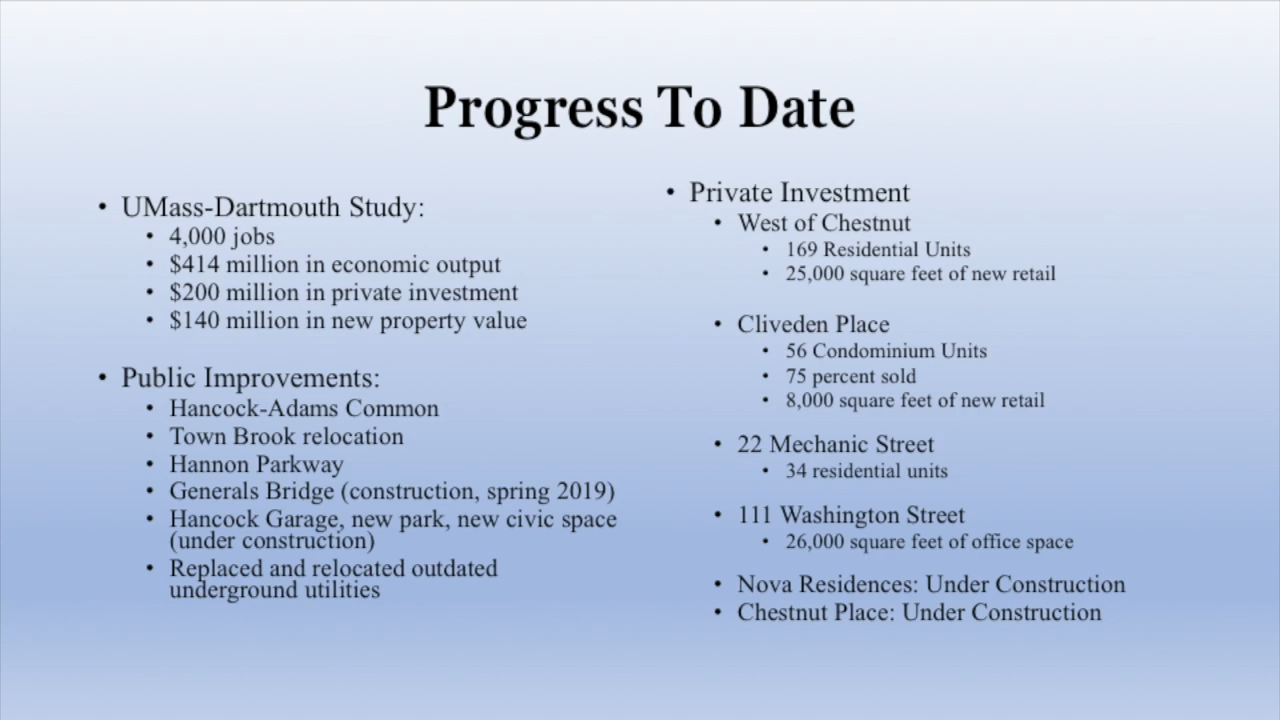 Progress To Date
• UMass-Dartmouth Study:
• 4,000 jobs
• $414 million in economic output
• $200 million in private investment
• $140 million in new property value
• Public Improvements:
• Hancock-Adams Common
• Town Brook relocation
• Hannon Parkway
• Generals Bridge (construction, spring 2019)
• Hancock Garage, new park, new civic space
(under construction)
• Replaced and relocated outdated
underground utilities
• Private Investment
• West of Chestnut
• 169 Residential Units
• 25,000 square feet of new retail
• Cliveden Place
• 56 Condominium Units
• 75 percent sold
• 8,000 square feet of new retail
• 22 Mechanic Street
• 34 residential units
• 111 Washington Street
• 26,000 square feet of office space
• Nova Residences: Under Construction
• Chestnut Place: Under Construction